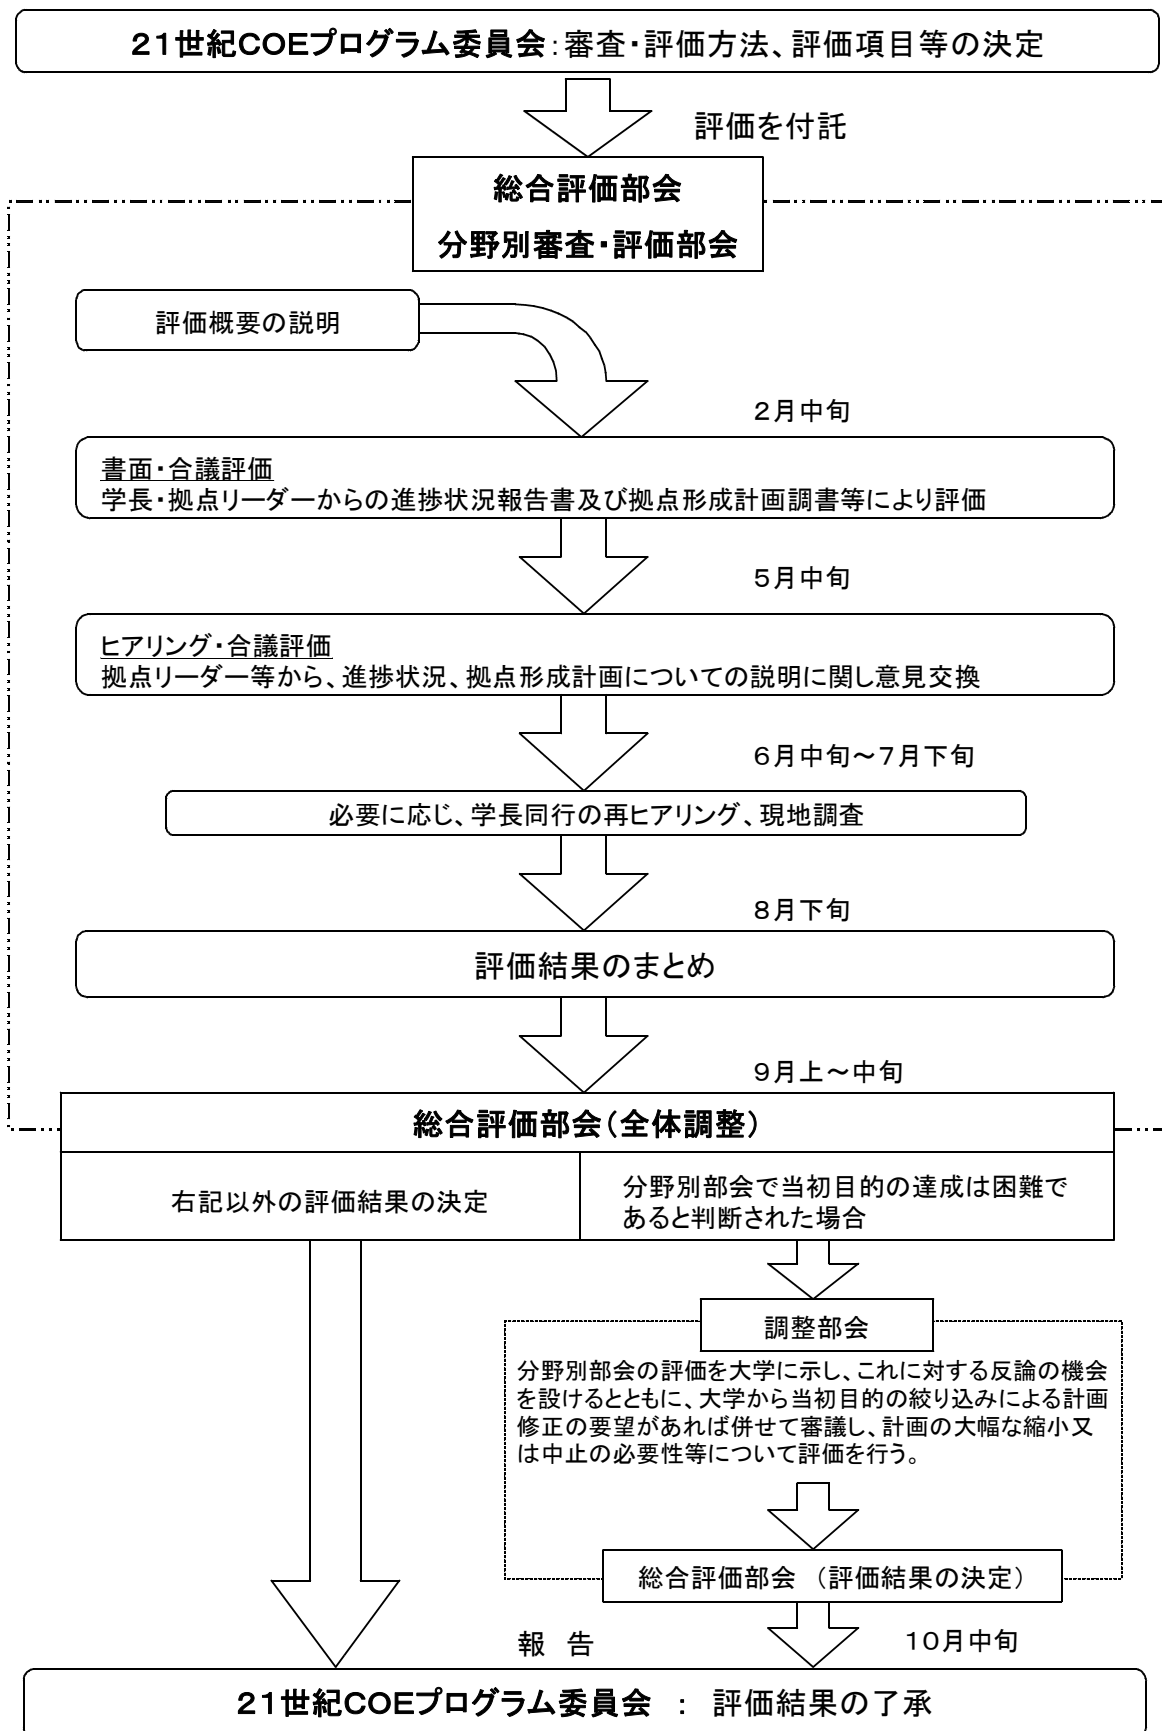 ２１世紀ＣＯＥプログラム委員会：審査・評価方法、評価項目等の決定
評価を付託
総合評価部会
分野別審査・評価部会
評価概要の説明
２月中旬
書面・合議評価
学長・拠点リーダーからの進捗状況報告書及び拠点形成計画調書等により評価
５月中旬
ヒアリング・合議評価
拠点リーダー等から、進捗状況、拠点形成計画についての説明に関し意見交換
６月中旬～７月下旬
必要に応じ、学長同行の再ヒアリング、現地調査
８月下旬
評価結果のまとめ
９月上～中旬
総合評価部会（全体調整）
右記以外の評価結果の決定
分野別部会で当初目的の達成は困難で
あると判断された場合
調整部会
分野別部会の評価を大学に示し、これに対する反論の機会
を設けるとともに、大学から当初目的の絞り込みによる計画
修正の要望があれば併せて審議し、計画の大幅な縮小又
は中止の必要性等について評価を行う。
総合評価部会　（評価結果の決定）
報　告
１０月中旬
２１世紀ＣＯＥプログラム委員会　：　評価結果の了承